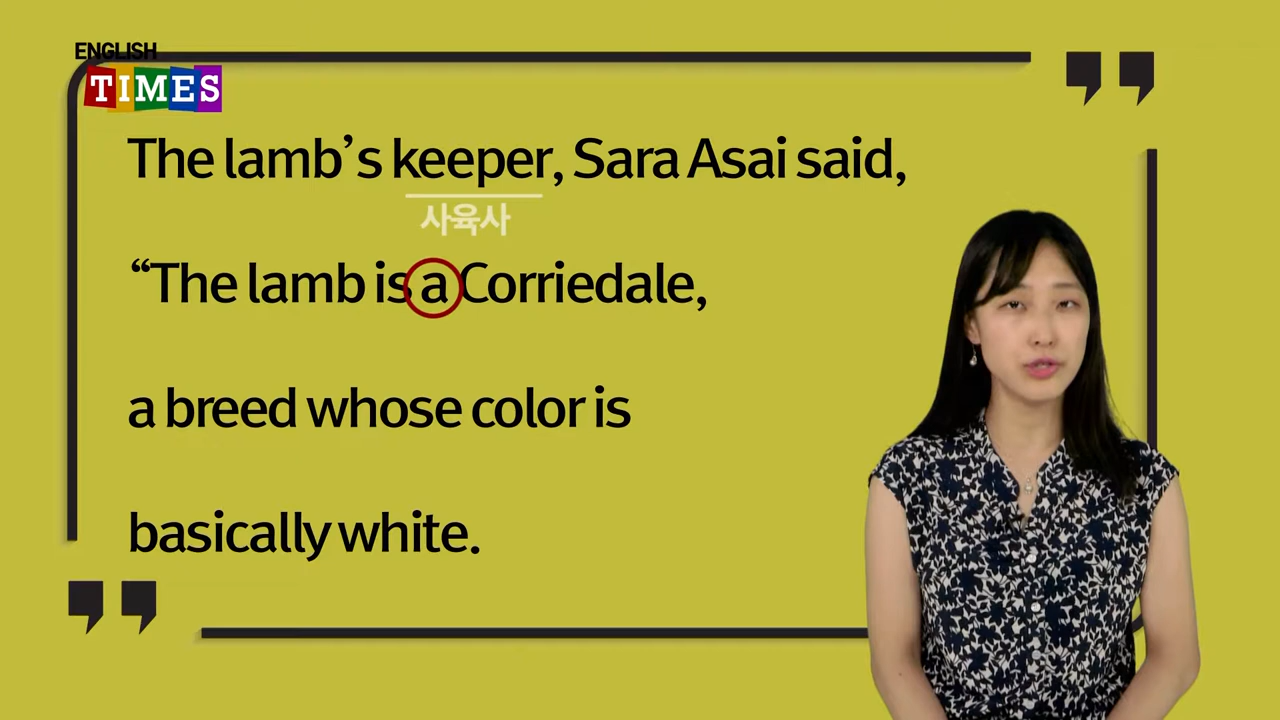 ENGLISH
TIMES
The lamb’s keeper, Sara Asai said,
사육사
“The lamb is a Corriedale,
a breed whose color is
basically white.